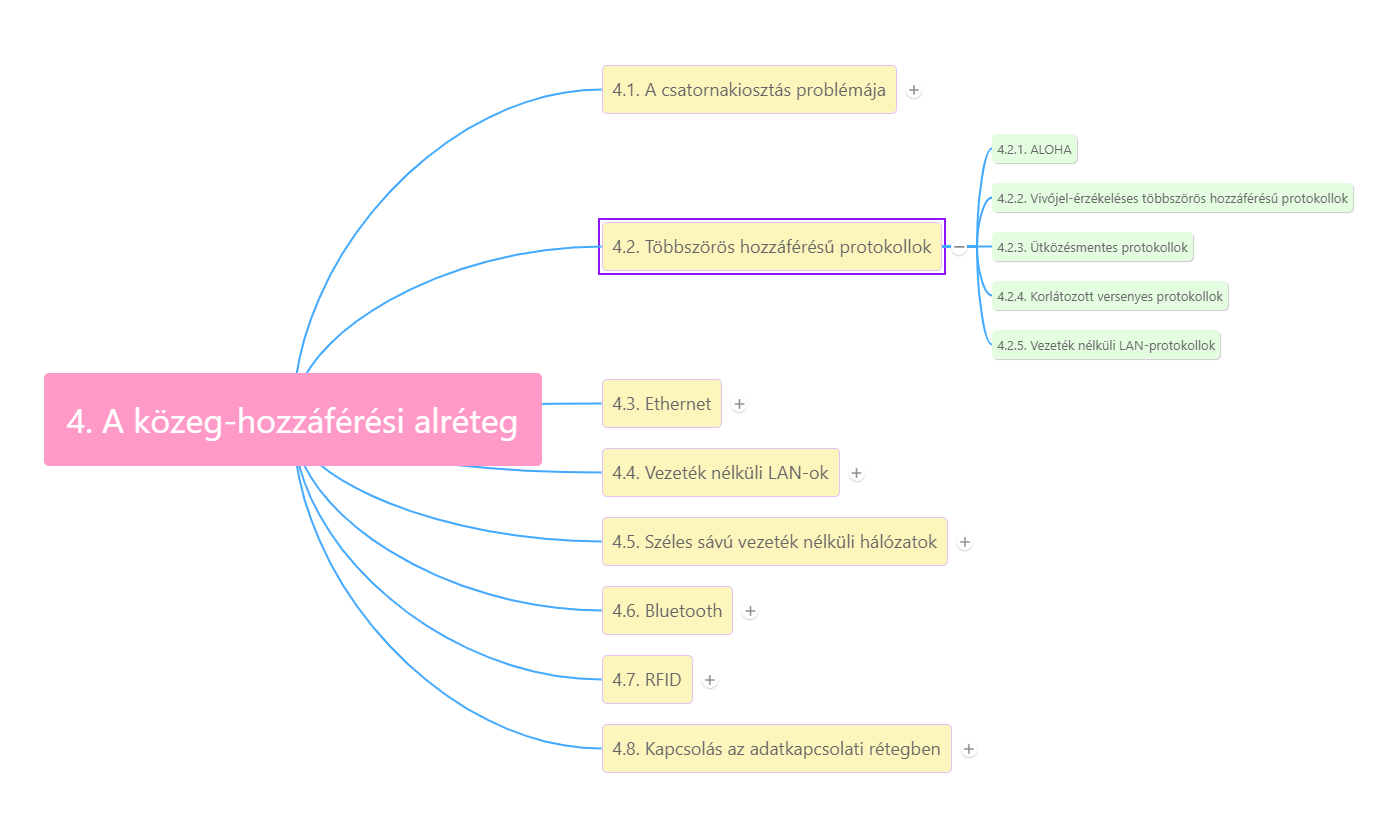 4. A közeg-hozzáférési alréteg
4.1. A csatornakiosztás problémája
4.2. Többszörös hozzáférésű protokollok
4.2.1. ALOHA
4.2.2. Vivőjel-érzékeléses többszörös hozzáférésű protokollok
4.2.3. Ütközésmentes protokollok
4.2.4. Korlátozott versenyes protokollok
4.2.5. Vezeték nélküli LAN-protokollok
4.3. Ethernet
4.4. Vezeték nélküli LAN-ok
4.5. Széles sávú vezeték nélküli hálózatok
4.6. Bluetooth
4.7. RFID
4.8. Kapcsolás az adatkapcsolati rétegben